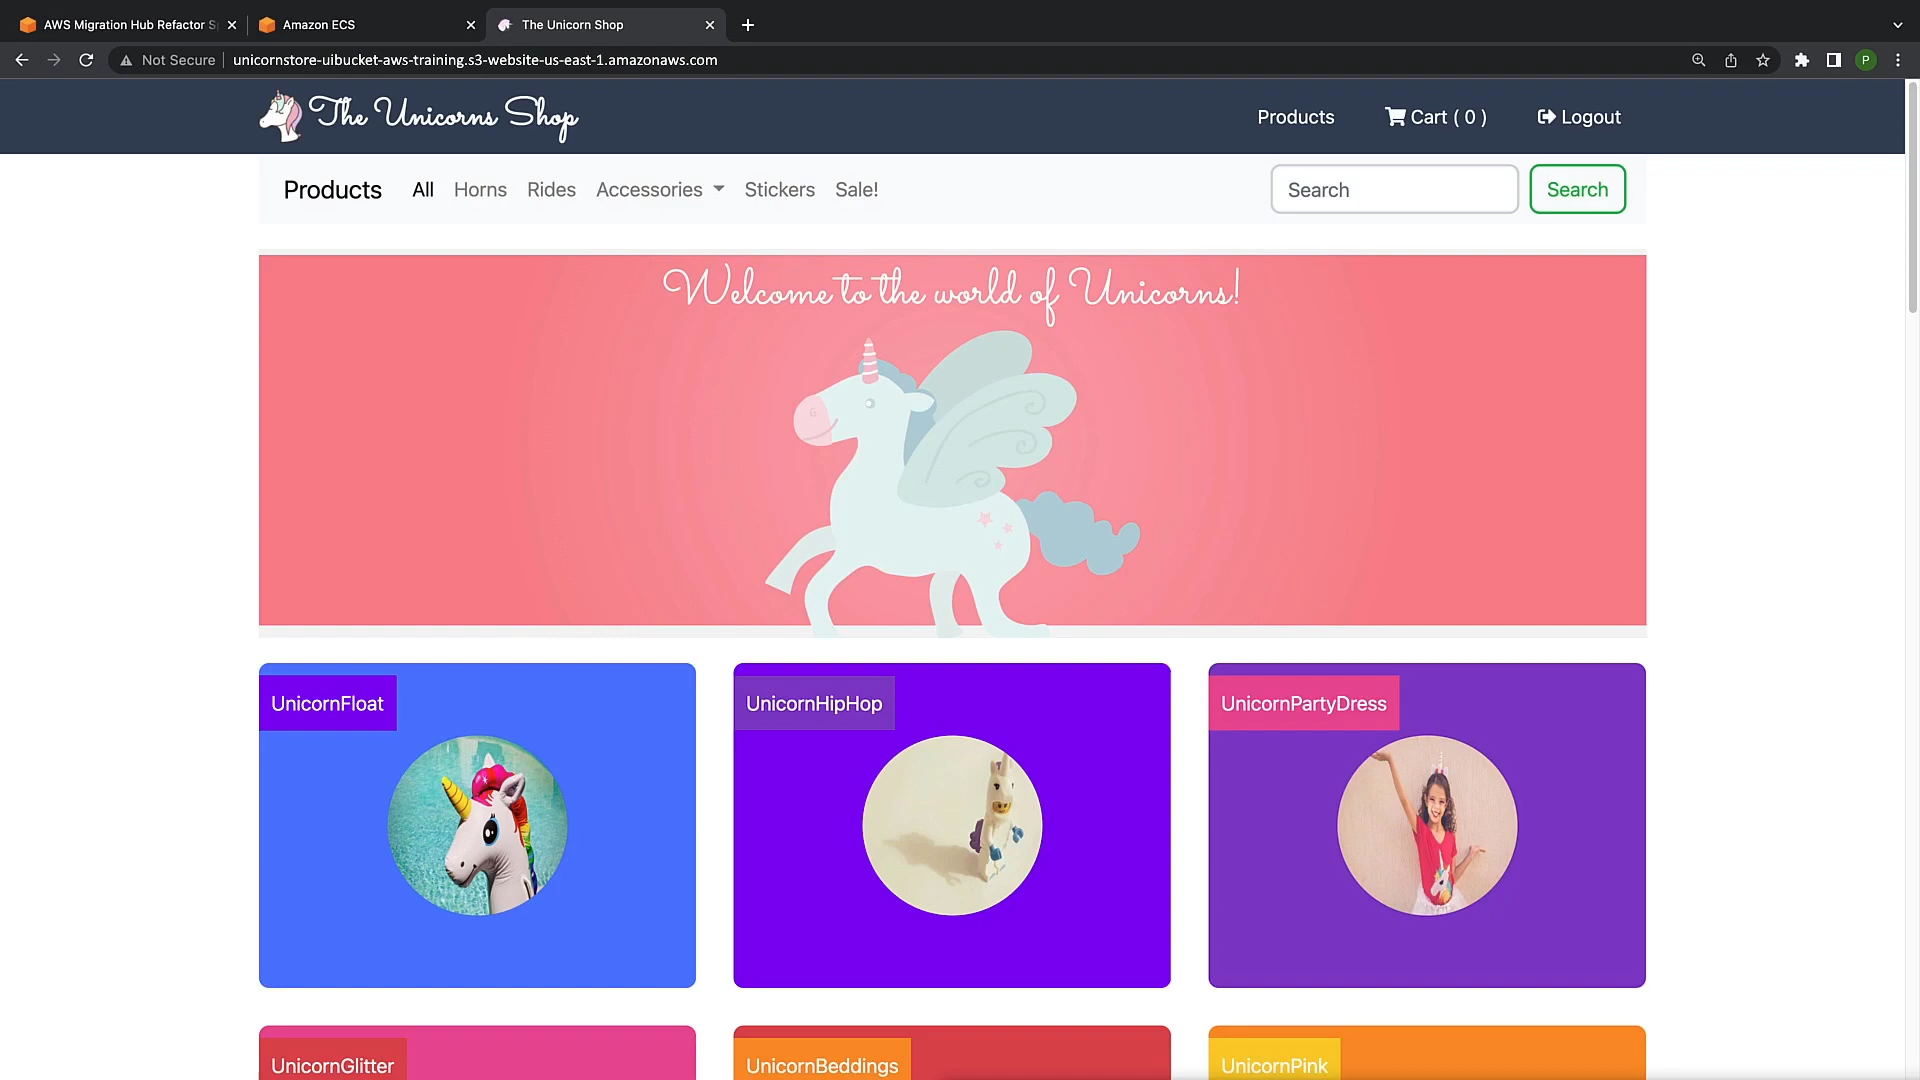 AWS Migration Hub Refactor S
Amazon ECS
The Unicorn Shop
Not Secure
unicornstore-uibucket-aws-training.s3-website-us-east-1.amazonaws.com
P
The Unicorns Shop
Products
Cart ( 0 )
Logout
Products
All
Horns
Rides
Accessories
Stickers
Sale!
Search
Search
Welcome to the world of Unicorns!
UnicornFloat
UnicornHipHop
UnicornPartyDress
UnicornGlitter
UnicornBeddings
UnicornPink